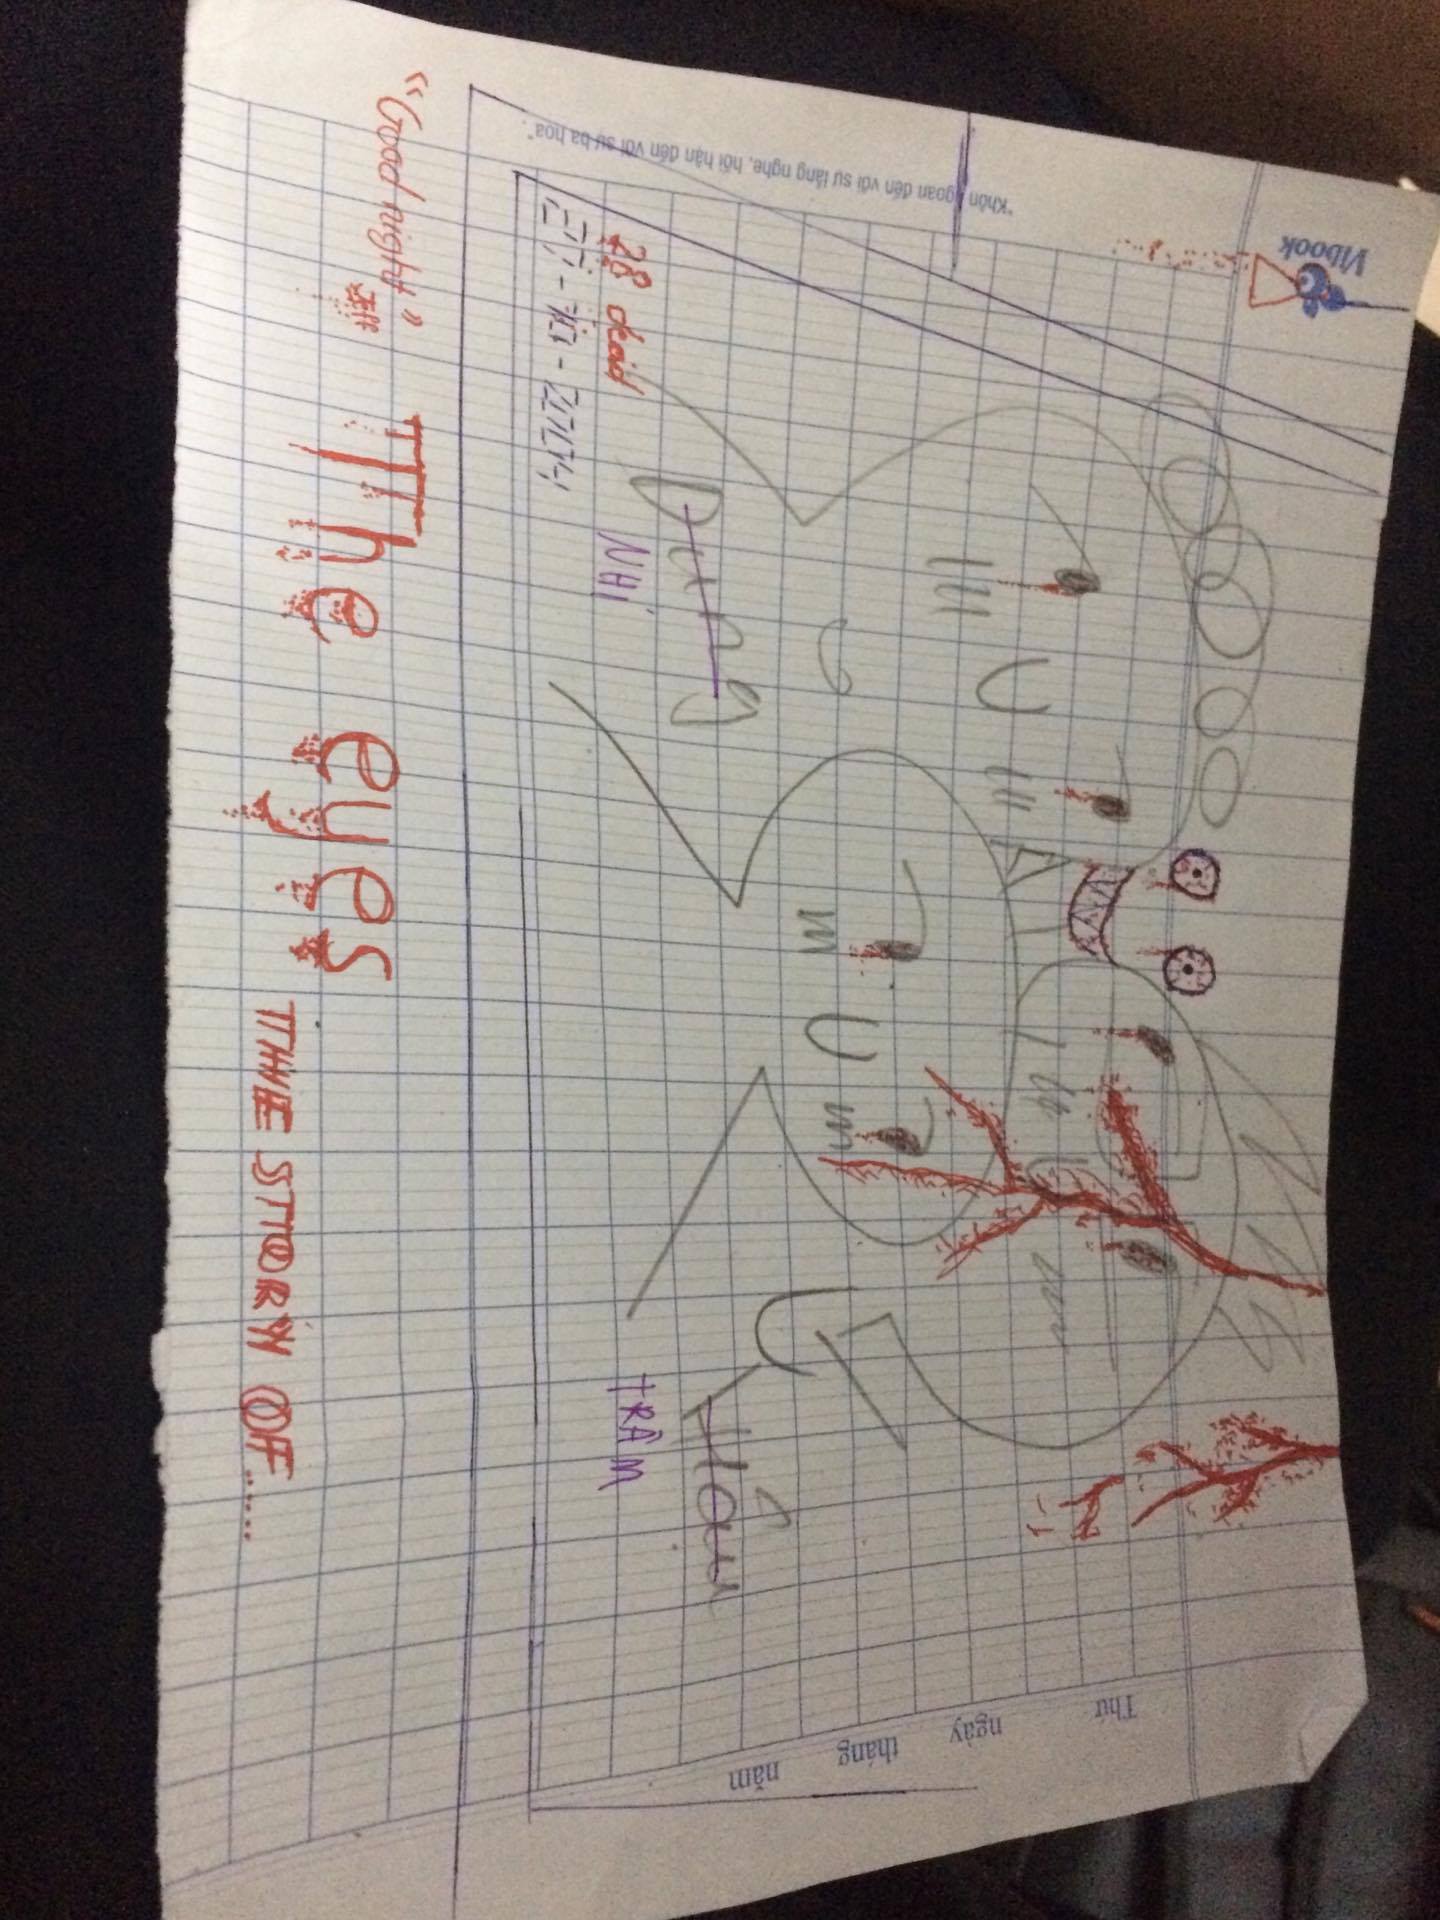 Vibook
Thứ ngày tháng năm
"Khôn ngoan đến với sự lắng nghe, hối hận đến với sự ba hoa".
Dung
Hâu
NHi
TRÂM
28 dead
27-10-2004
"Good night"
Jeff
The eyes
THE STORY OF......